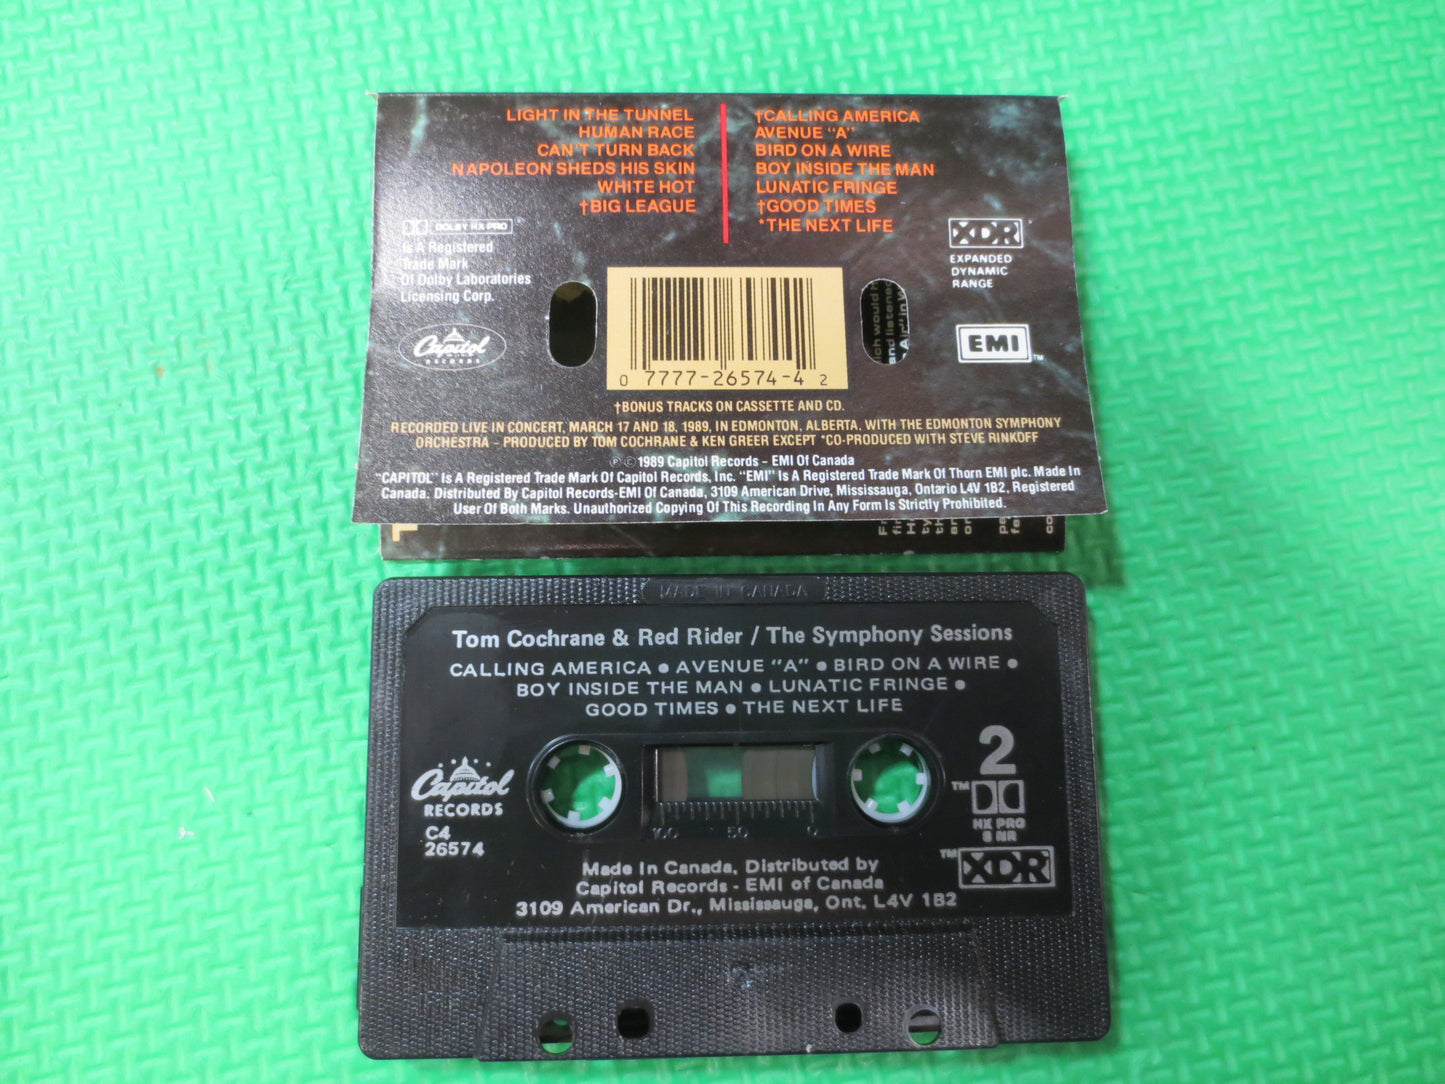 LIGHT IN THE TUNNEL
HUMAN RACE
CAN'T TURN BACK
NAPOLEON SHEDS HIS SKIN
WHITE HOT
†BIG LEAGUE
†CALLING AMERICA
AVENUE "A"
BIRD ON A WIRE
BOY INSIDE THE MAN
LUNATIC FRINGE
†GOOD TIMES
*THE NEXT LIFE
DOLBY HX PRO
Is A Registered
Trade Mark
Of Dolby Laboratories
Licensing Corp.
XDR
EXPANDED
DYNAMIC
RANGE
Capitol
RECORDS
EMI™
0 7777-26574-4 2
†BONUS TRACKS ON CASSETTE AND CD.
RECORDED LIVE IN CONCERT, MARCH 17 AND 18, 1989, IN EDMONTON, ALBERTA, WITH THE EDMONTON SYMPHONY
ORCHESTRA – PRODUCED BY TOM COCHRANE & KEN GREER EXCEPT *CO-PRODUCED WITH STEVE RINKOFF
℗ © 1989 Capitol Records – EMI Of Canada
"CAPITOL" Is A Registered Trade Mark Of Capitol Records, Inc. "EMI" Is A Registered Trade Mark Of Thorn EMI plc. Made In
Canada. Distributed By Capitol Records-EMI Of Canada, 3109 American Drive, Mississauga, Ontario L4V 1B2, Registered
User Of Both Marks. Unauthorized Copying Of This Recording In Any Form Is Strictly Prohibited.
MADE IN CANADA
Tom Cochrane & Red Rider / The Symphony Sessions
CALLING AMERICA ● AVENUE "A" ● BIRD ON A WIRE ●
BOY INSIDE THE MAN ● LUNATIC FRINGE ●
GOOD TIMES ● THE NEXT LIFE
Capitol
RECORDS
C4
26574
2
™
HX PRO
B NR
™XDR
100 50 0
Made In Canada. Distributed by
Capitol Records - EMI of Canada
3109 American Dr., Mississauga, Ont. L4V 1B2